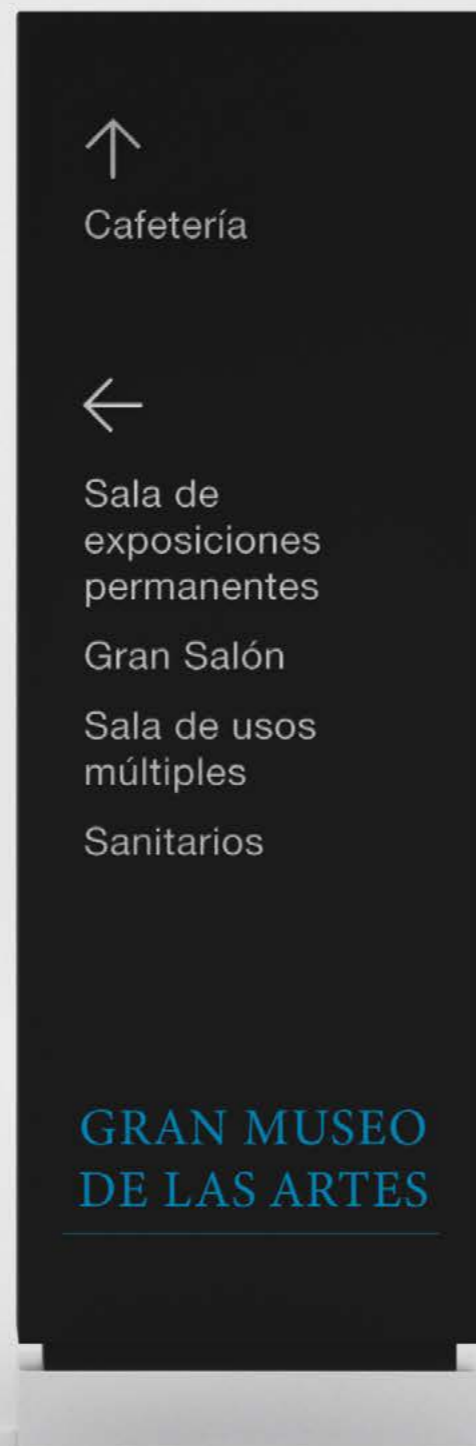 Cafetería
Sala de
exposiciones
permanentes
Gran Salón
Sala de usos
múltiples
Sanitarios
GRAN MUSEO
DE LAS ARTES